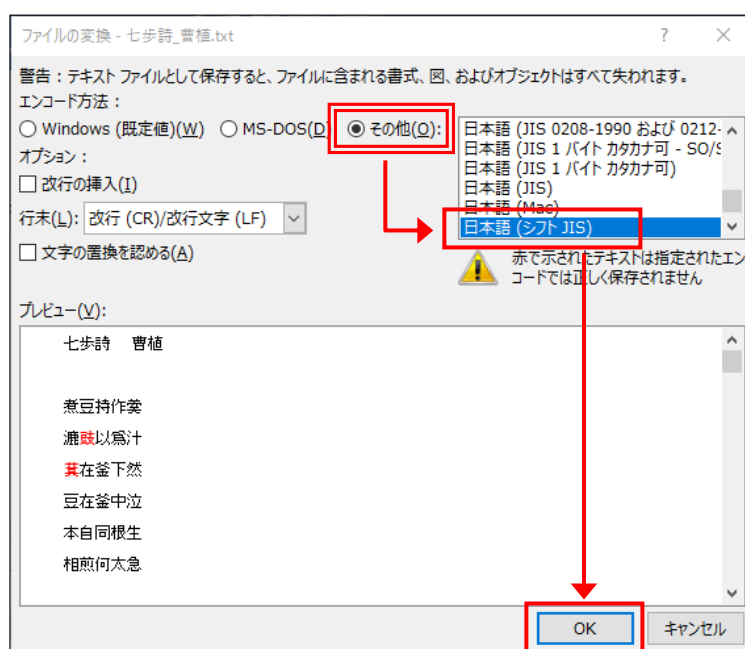 ファイルの変換 - 七步詩_曹植.txt ? ×
警告：テキスト ファイルとして保存すると、ファイルに含まれる書式、図、およびオブジェクトはすべて失われます。
エンコード方法：
Windows (既定値)(W) MS-DOS(D) その他(O):
日本語 (JIS 0208-1990 および 0212-
日本語 (JIS 1 バイト カタカナ可 - SO/S
日本語 (JIS 1 バイト カタカナ可)
日本語 (JIS)
日本語 (Mac)
日本語 (シフト JIS)
オプション：
改行の挿入(I)
行末(L): 改行 (CR)/改行文字 (LF)
文字の置換を認める(A)
赤で示されたテキストは指定されたエン
コードでは正しく保存されません
プレビュー(V):
七步詩 曹植
煮豆持作羮
漉豉以爲汁
萁在釜下然
豆在釜中泣
本自同根生
相煎何太急
OK キャンセル